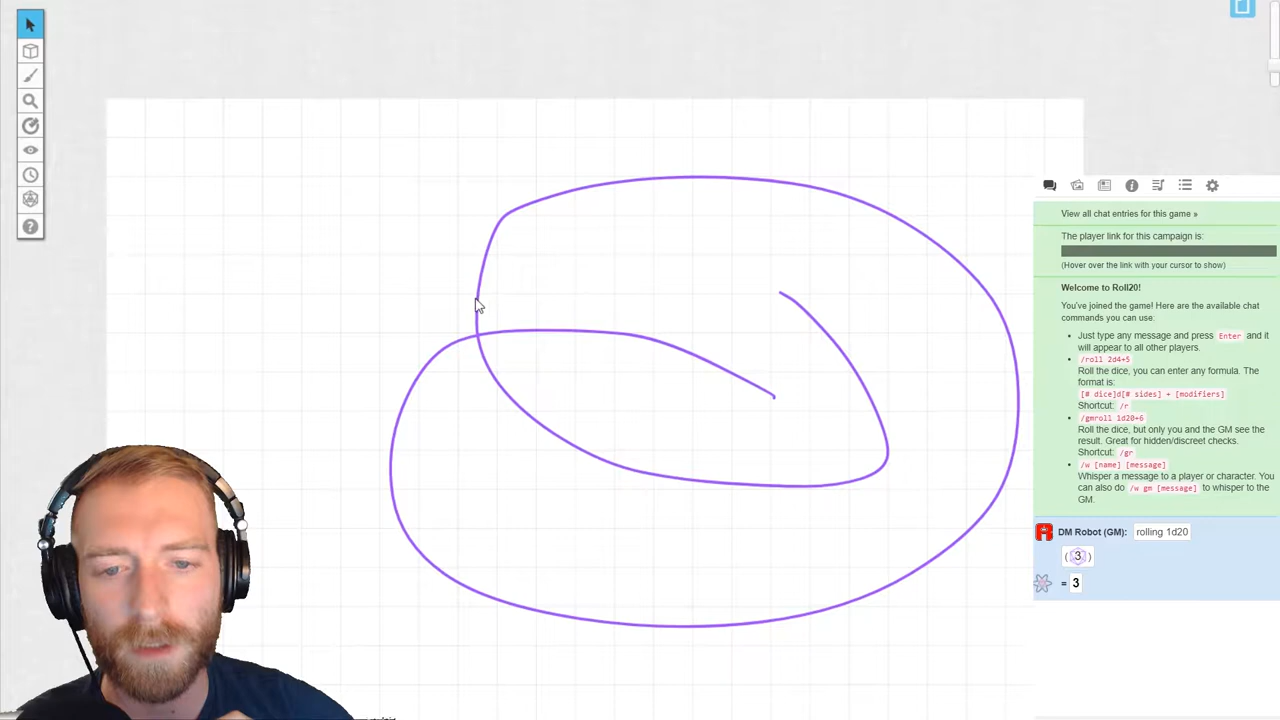 View all chat entries for this game »
The player link for this campaign is:
(Hover over the link with your cursor to show)
Welcome to Roll20!
You've joined the game! Here are the available chat
commands you can use:
Just type any message and press Enter and it
will appear to all other players.
/roll 2d4+5
Roll the dice, you can enter any formula. The
format is:
[# dice]d[# sides] + [modifiers]
Shortcut: /r
/gmroll 1d20+6
Roll the dice, but only you and the GM see the
result. Great for hidden/discreet checks.
Shortcut: /gr
/w [name] [message]
Whisper a message to a player or character. You
can also do /w gm [message] to whisper to the
GM.
DM Robot (GM): rolling 1d20
(3)
= 3